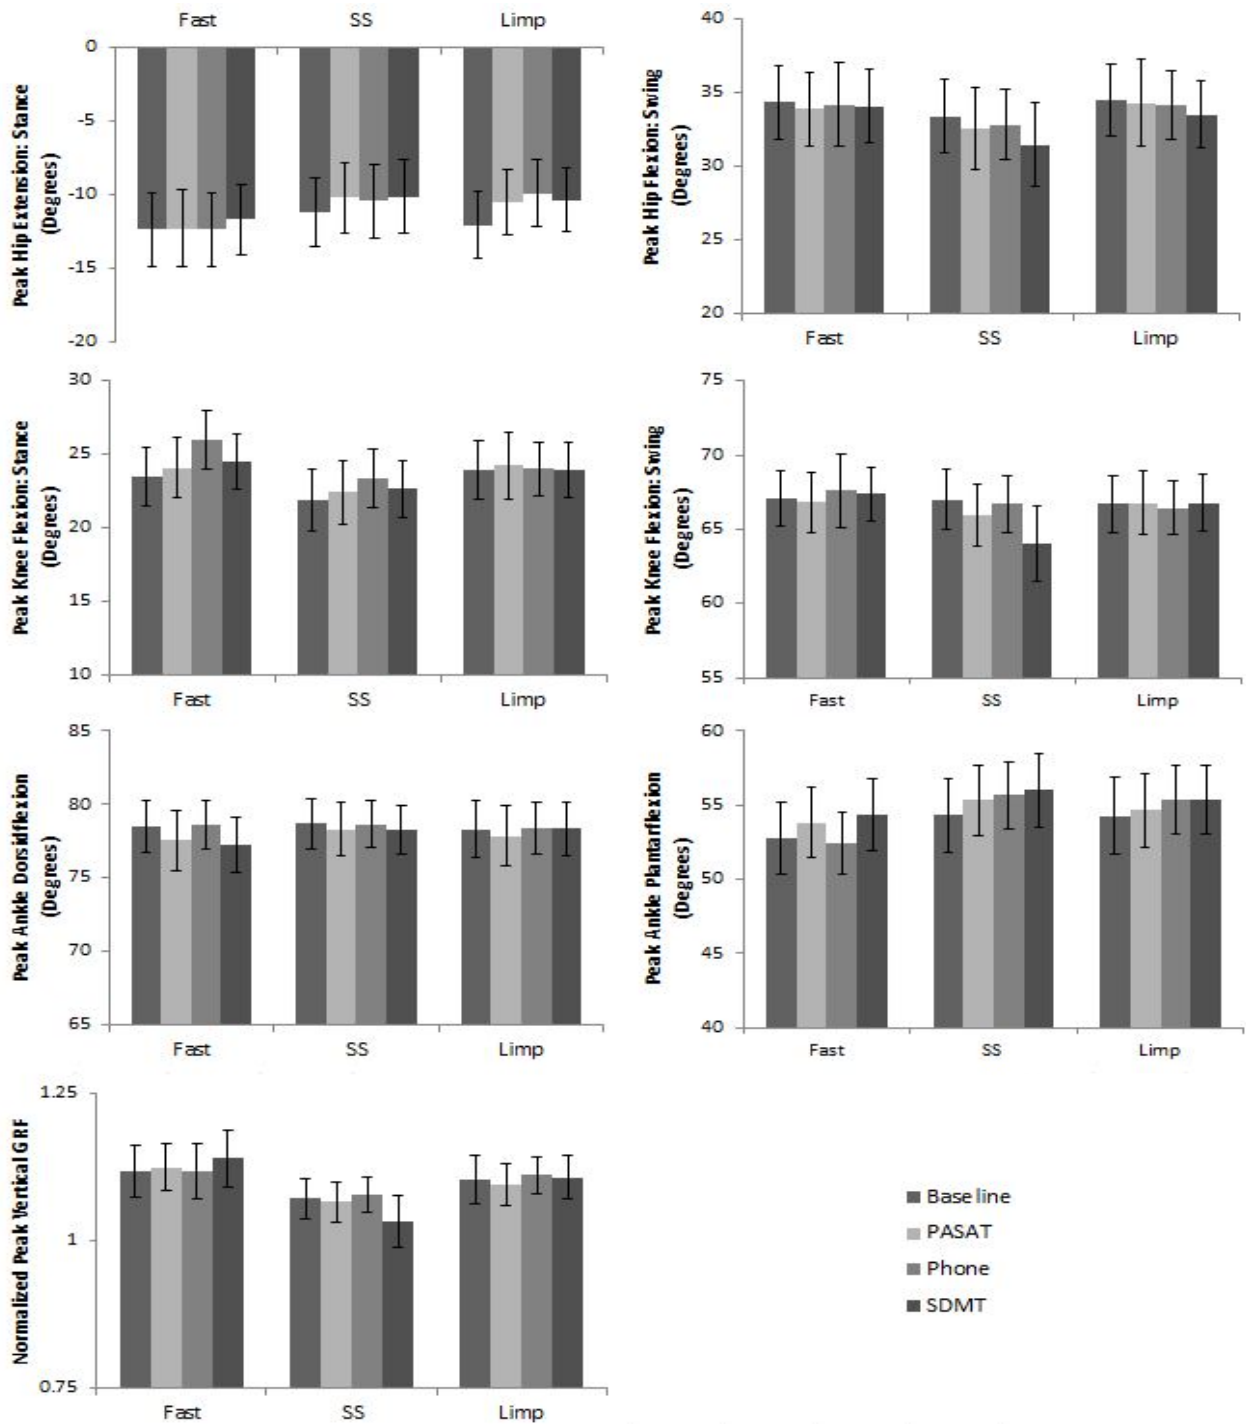 Fast SS Limp
0
-5
-10
-15
-20
Peak Hip Extension: Stance
(Degrees)
40
35
30
25
20
Peak Hip Flexion: Swing
(Degrees)
Fast SS Limp
30
25
20
15
10
Peak Knee Flexion: Stance
(Degrees)
Fast SS Limp
75
70
65
60
55
Peak Knee Flexion: Swing
(Degrees)
Fast SS Limp
85
80
75
70
65
Peak Ankle Dorsidflexion
(Degrees)
Fast SS Limp
60
55
50
45
40
Peak Ankle Plantarflexion
(Degrees)
Fast SS Limp
1.25
1
0.75
Normalized Peak Vertical GRF
Fast SS Limp
Baseline
PASAT
Phone
SDMT